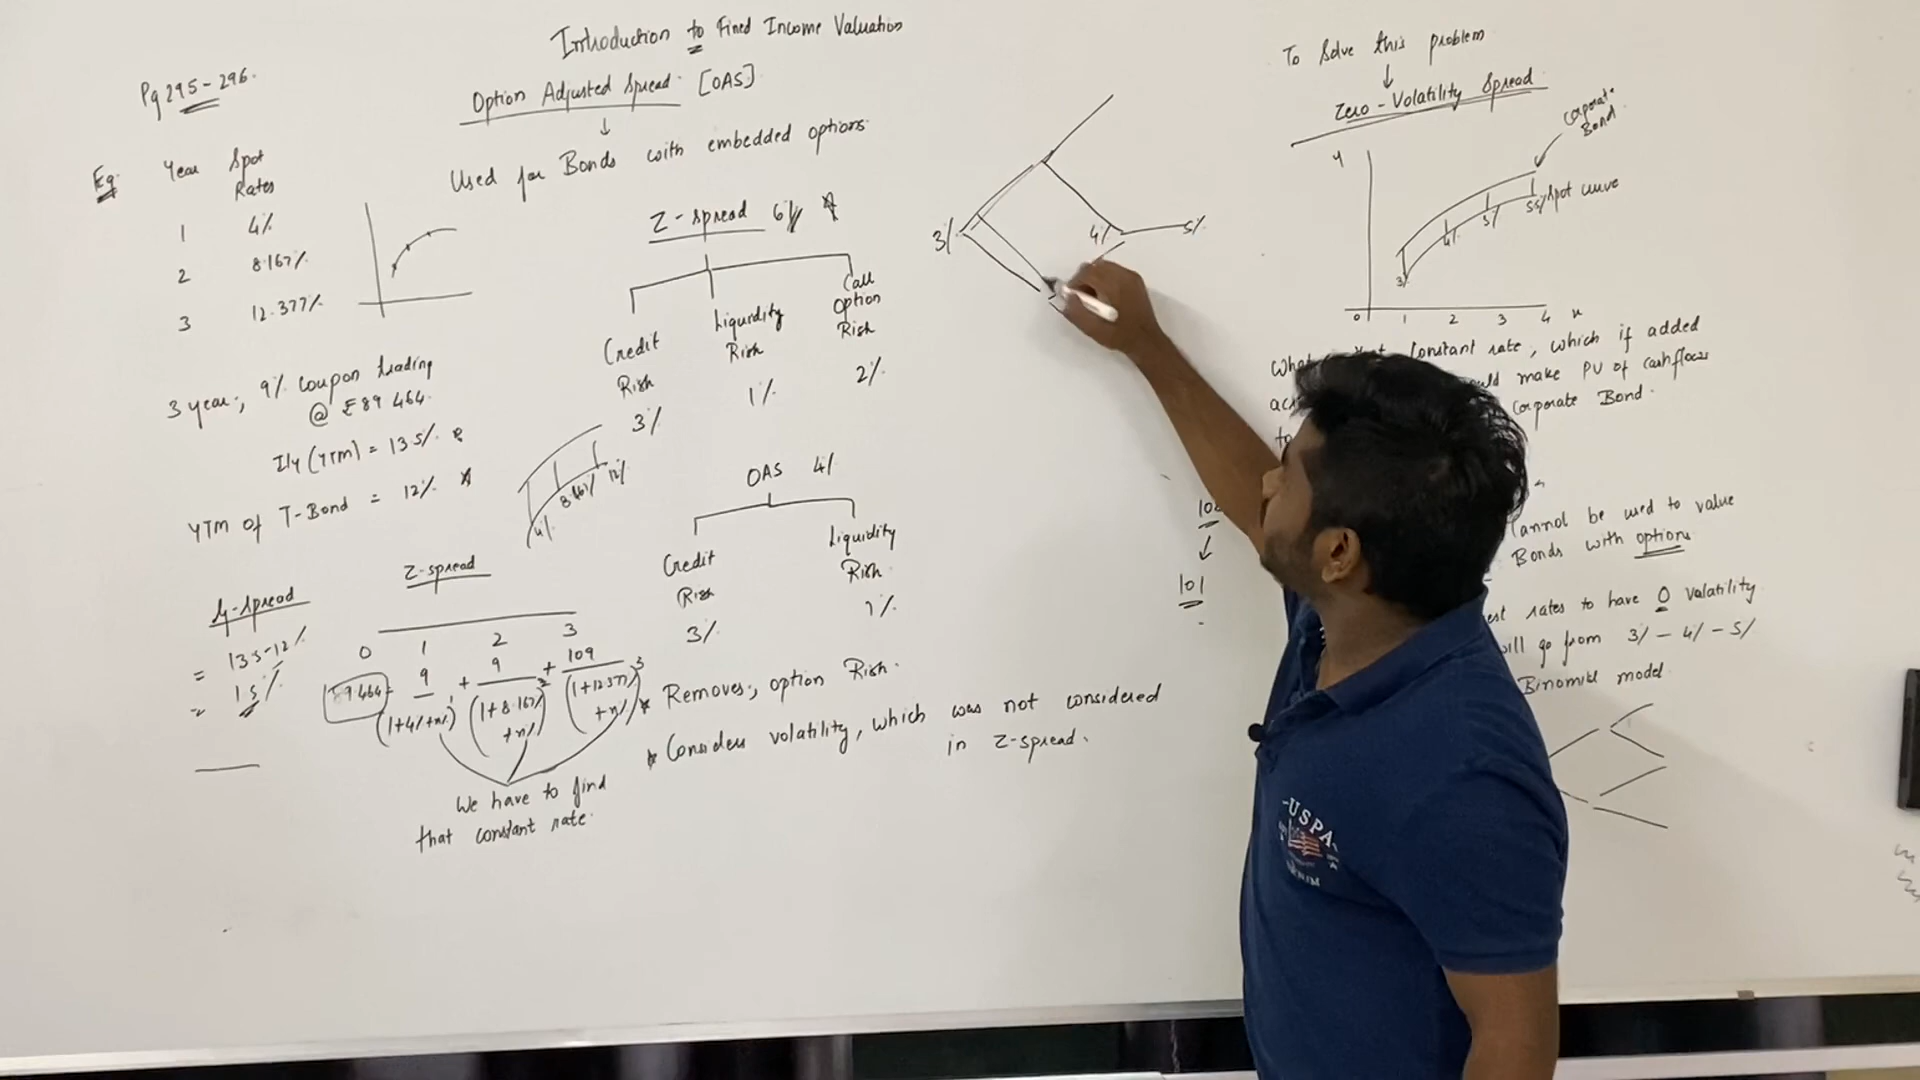 Introduction to Fixed Income Valuation
Pg 295-296.
Option Adjusted Spread [OAS]
↓
Used for Bonds with embedded options
Eg:
Year Spot
Rates
1 4%
2 8.167%
3 12.377%
3 year, 9% coupon trading
@ ₹89.464.
I/Y (YTM) = 13.5%
YTM of T-Bond = 12%
G-Spread
= 13.5-12%
= 1.5%
Z-spread 6%
Credit
Risk
3%
Liquidity
Risk
1%
Call
Option
Risk
2%
4% 8.167% 12%
OAS 4%
Credit
Risk
3%
Liquidity
Risk
1%
Z-spread
0 1 2 3
89.464 = 9 + 9 + 109
(1+4%+x%)¹ (1+8.167% +x%)² (1+12.377% +x%)³
We have to find
that constant rate.
* Removes, option Risk.
* Considers volatility, which was not considered
in Z-spread.
3% 4% 5%
101
To Solve this problem
↓
Zero-Volatility Spread
Corporate
Bond
Y
Spot curve
3% 4% 5%
0 1 2 3 4 n
constant rate, which if added
make PV of cashflows
Corporate Bond.
cannot be used to value
Bonds with options
rates to have 0 volatility
will go from 3% - 4% - 5%
Binomial model
USPA